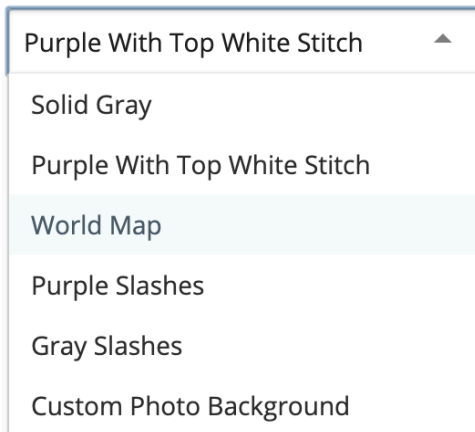 Purple With Top White Stitch
Solid Gray
Purple With Top White Stitch
World Map
Purple Slashes
Gray Slashes
Custom Photo Background